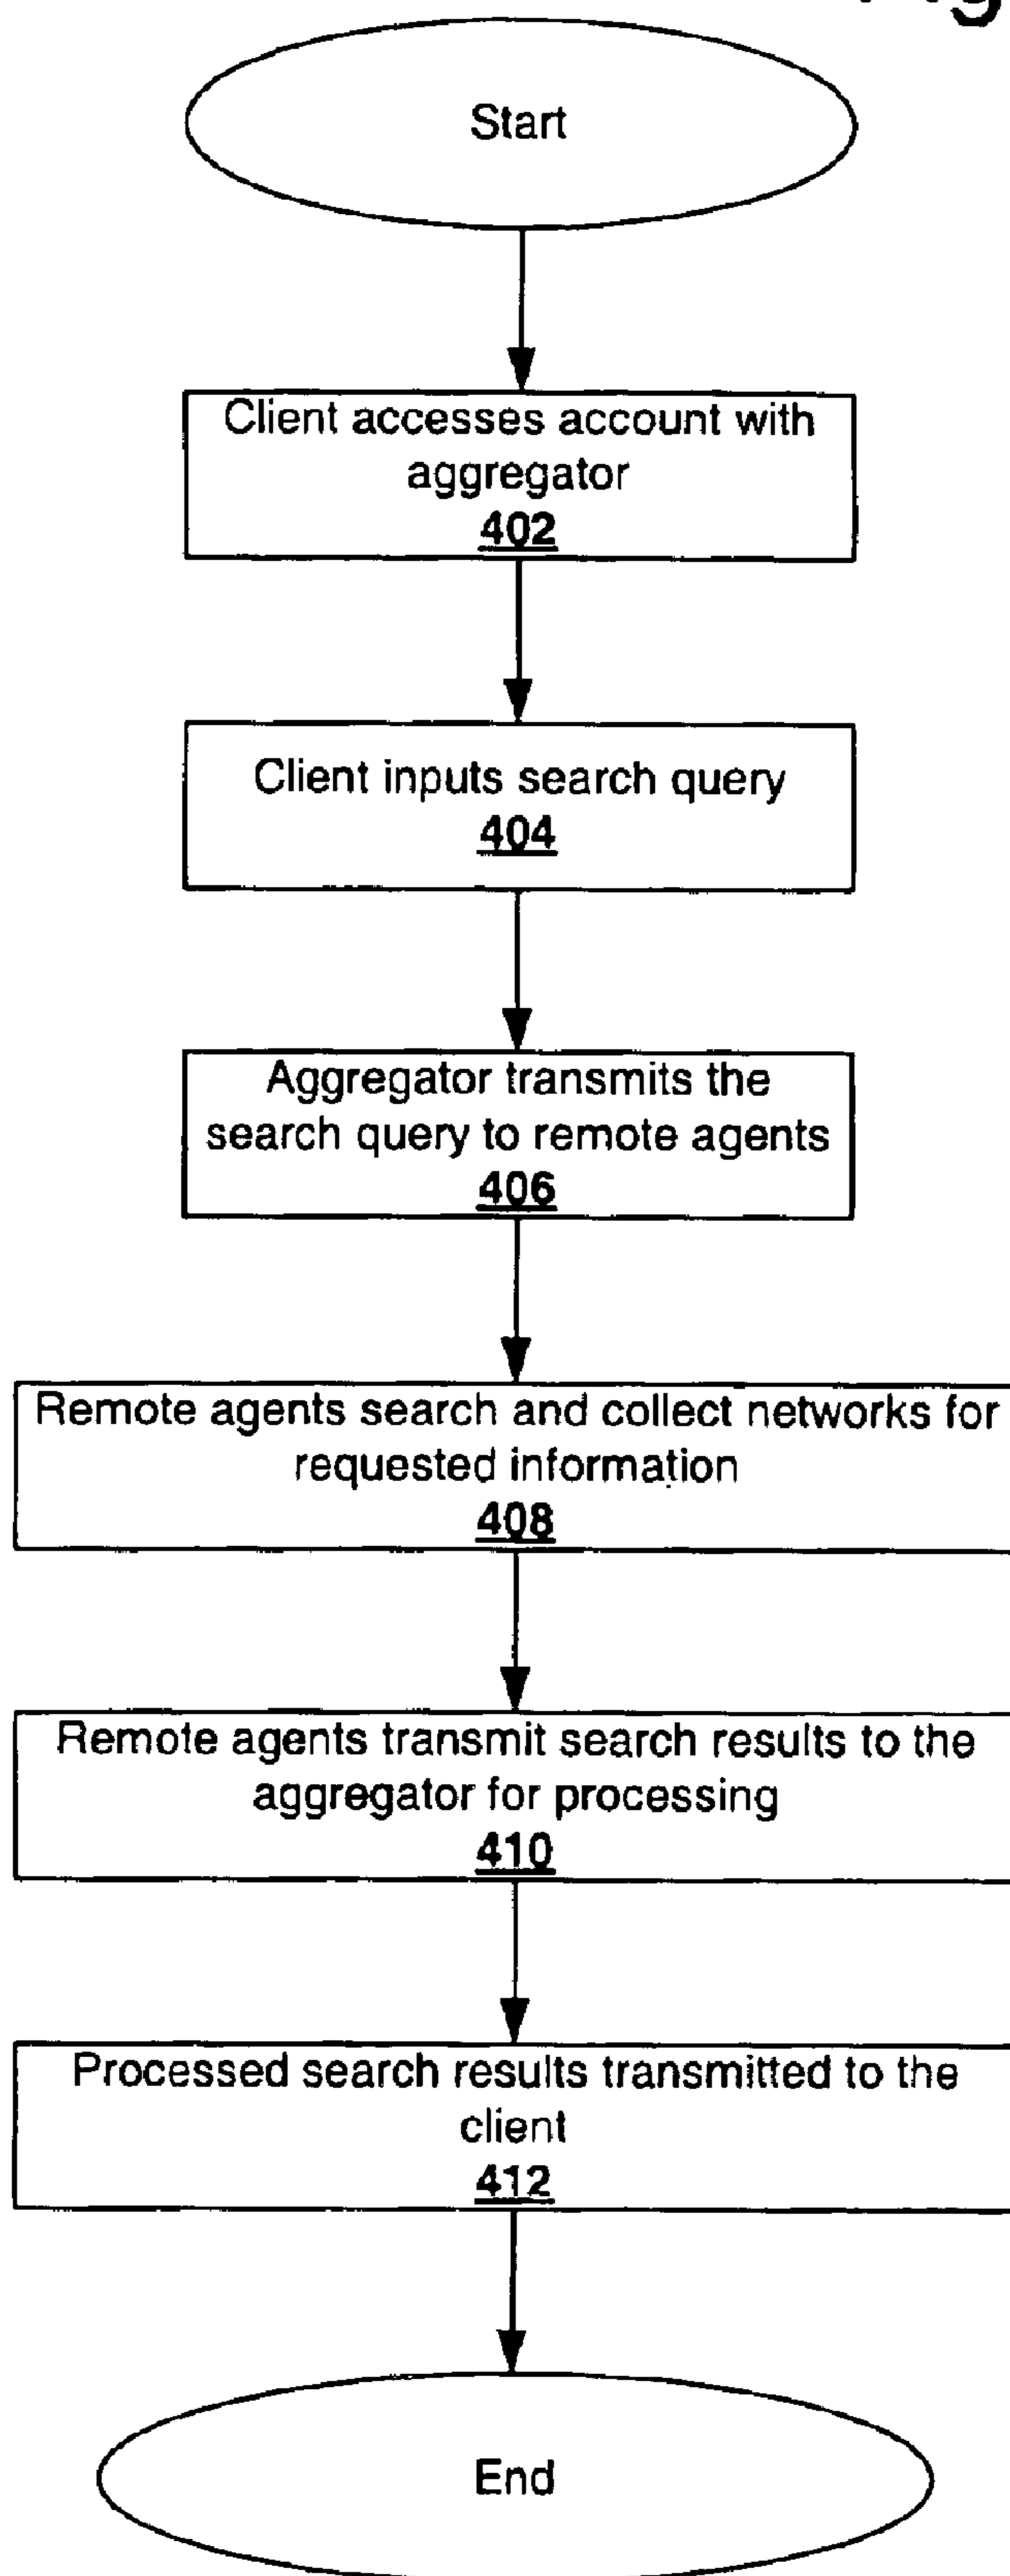 Start
Client accesses account with
aggregator
402
Client inputs search query
404
Aggregator transmits the
search query to remote agents
406
Remote agents search and collect networks for
requested information
408
Remote agents transmit search results to the
aggregator for processing
410
Processed search results transmitted to the
client
412
End